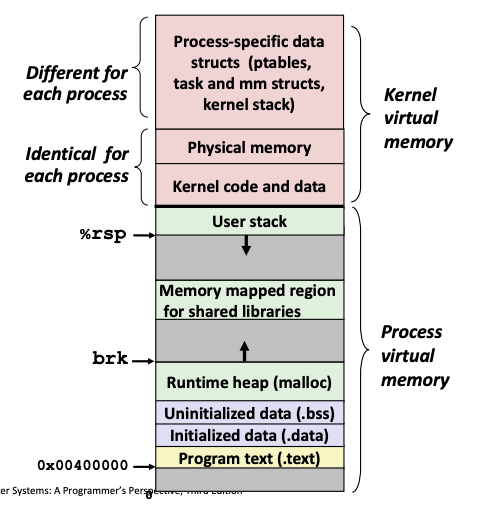 Process-specific data
structs (ptables,
task and mm structs,
kernel stack)
Different for
each process
Kernel
virtual
memory
Physical memory
Identical for
each process
Kernel code and data
User stack
%rsp
Memory mapped region
for shared libraries
Process
virtual
memory
brk
Runtime heap (malloc)
Uninitialized data (.bss)
Initialized data (.data)
Program text (.text)
0x00400000
er Systems: A Programmer's Perspective, Third Edition
0